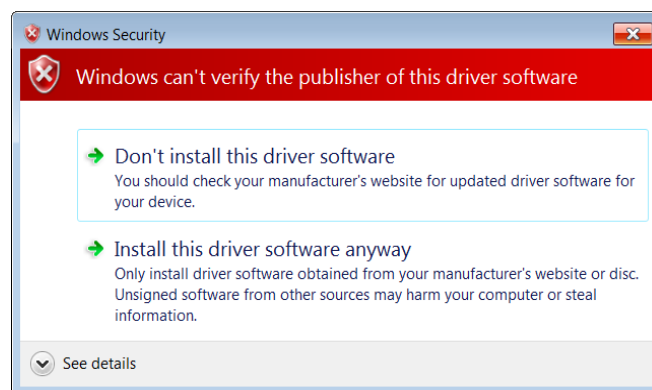 Windows Security
Windows can't verify the publisher of this driver software
Don't install this driver software
You should check your manufacturer's website for updated driver software for
your device.
Install this driver software anyway
Only install driver software obtained from your manufacturer's website or disc.
Unsigned software from other sources may harm your computer or steal
information.
See details